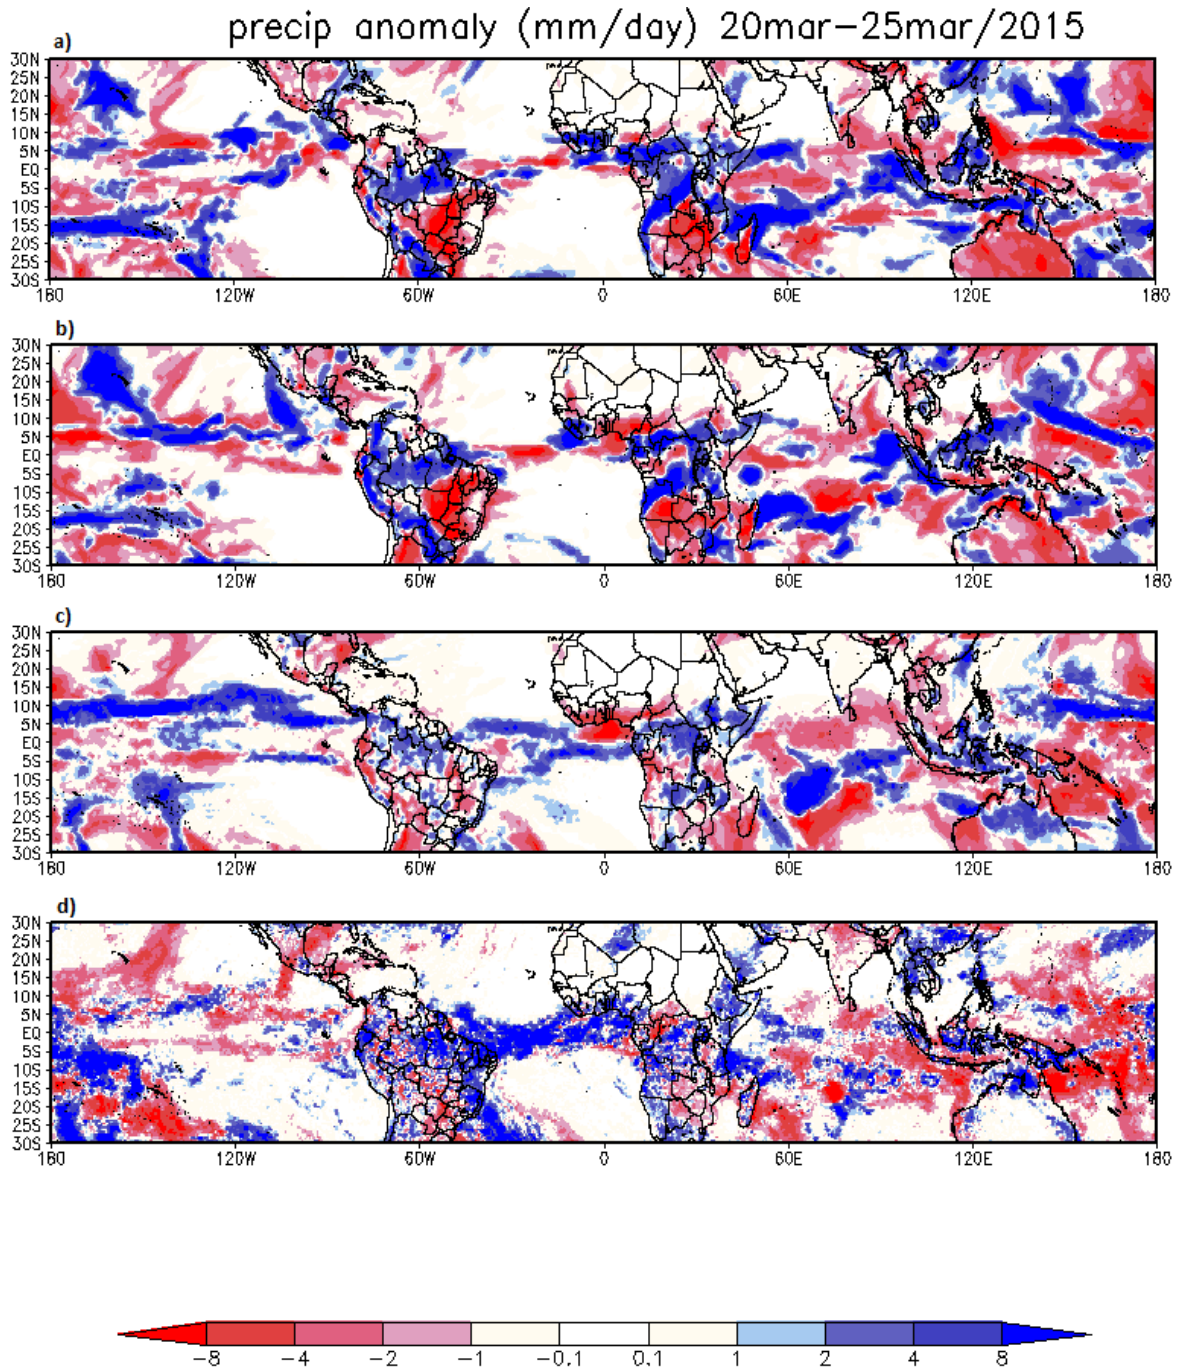 precip anomaly (mm/day) 20mar-25mar/2015
a)
30N
25N
20N
15N
10N
5N
EQ
5S
10S
15S
20S
25S
30S
180 120W 60W 0 60E 120E 180
b)
30N
25N
20N
15N
10N
5N
EQ
5S
10S
15S
20S
25S
30S
180 120W 60W 0 60E 120E 180
c)
30N
25N
20N
15N
10N
5N
EQ
5S
10S
15S
20S
25S
30S
180 120W 60W 0 60E 120E 180
d)
30N
25N
20N
15N
10N
5N
EQ
5S
10S
15S
20S
25S
30S
180 120W 60W 0 60E 120E 180
-8 -4 -2 -1 -0.1 0.1 1 2 4 8